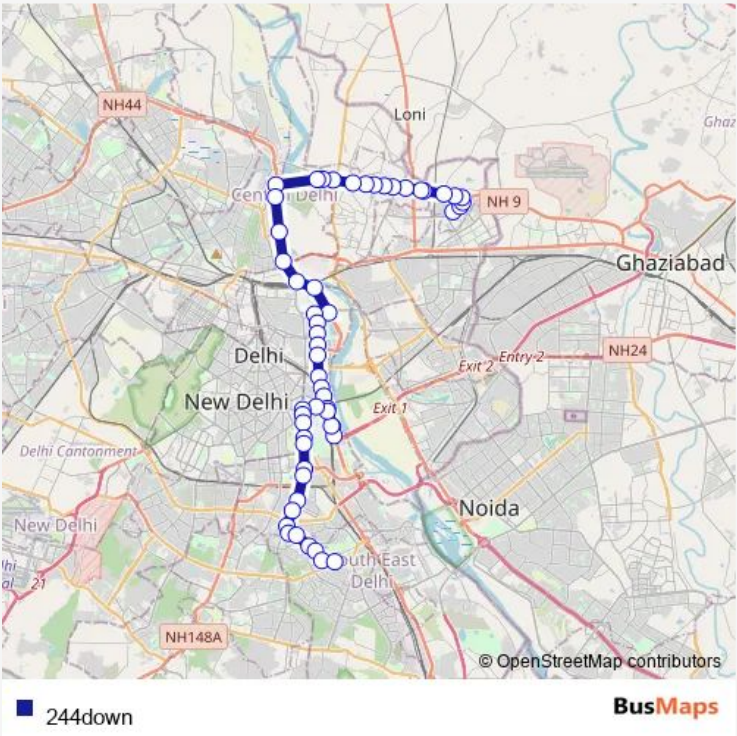 Loni
NH44
Ghaz
Central Delhi
NH 9
Ghaziabad
Delhi
Exit 2
Entry 2
NH24
New Delhi
Exit 1
Delhi Cantonment
Noida
New Delhi
South East
Delhi
21
NH148A
© OpenStreetMap contributors
244down
BusMaps